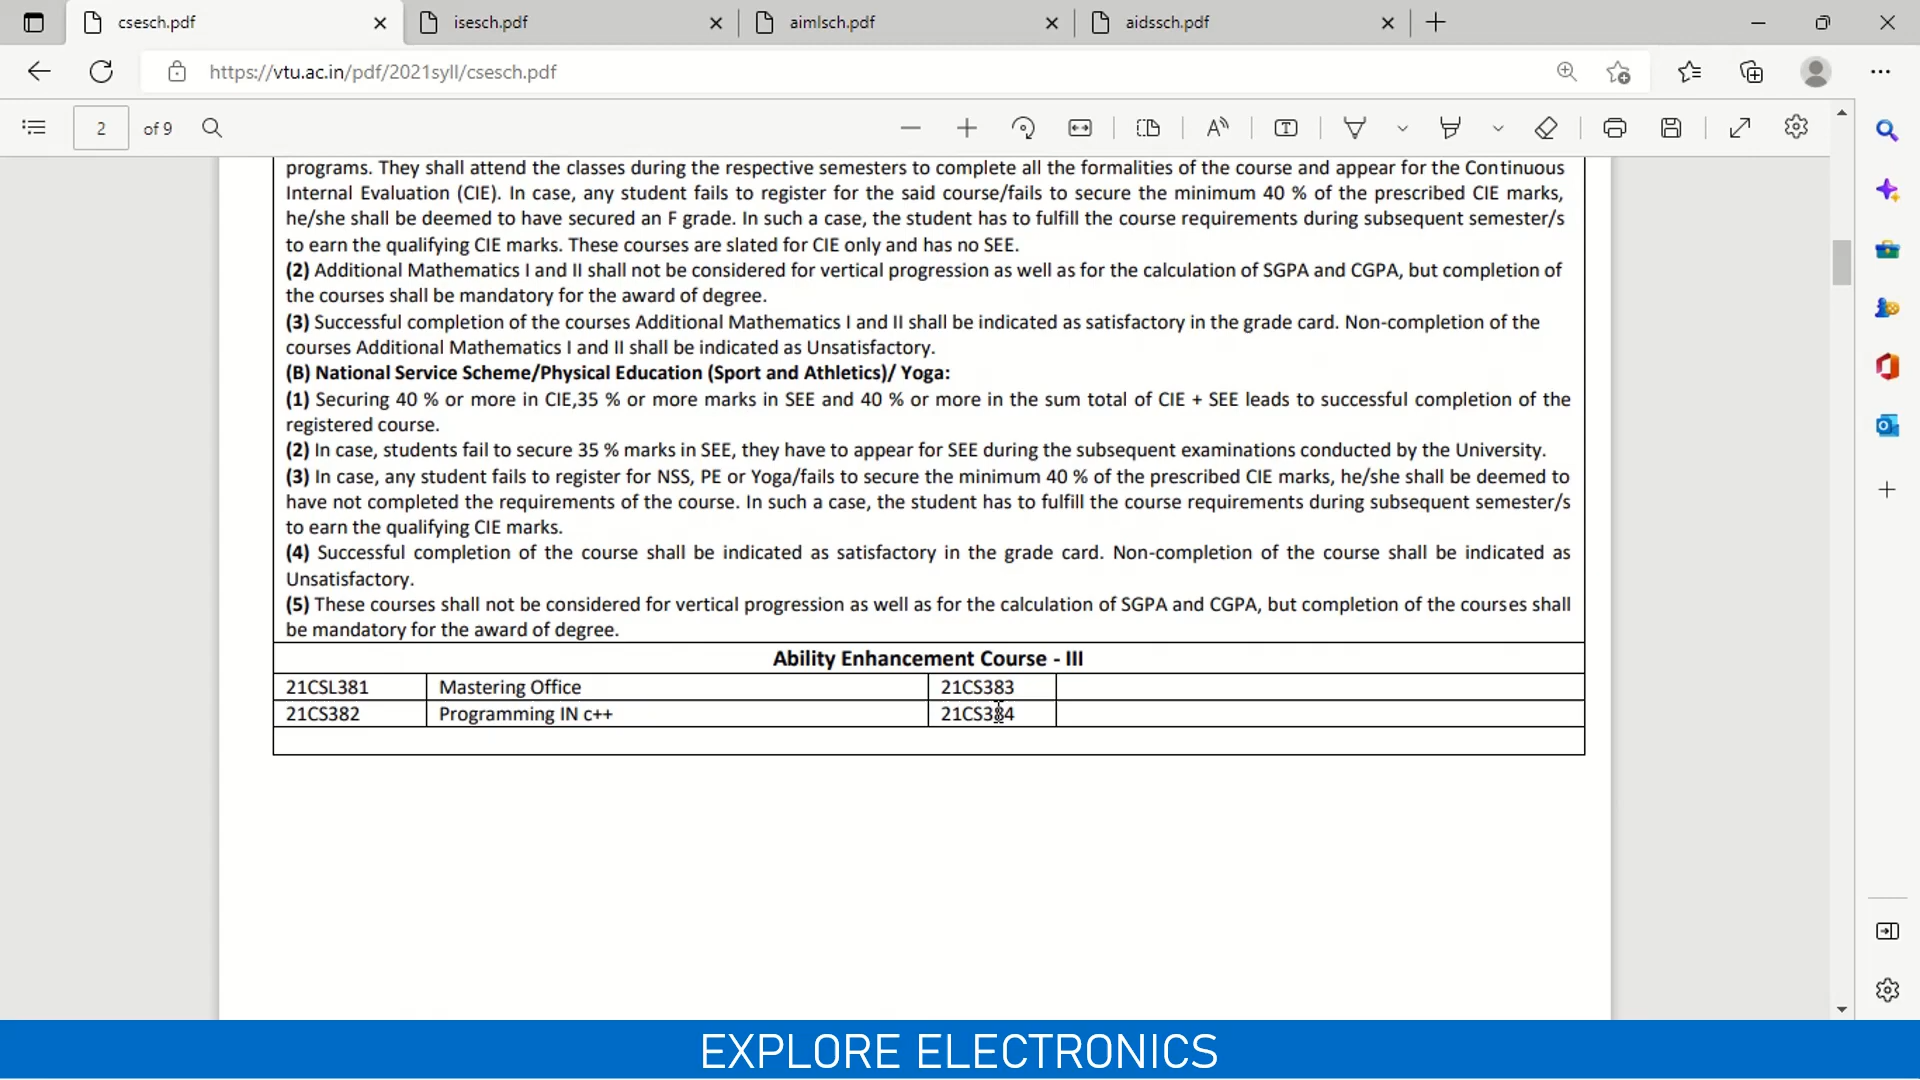 csesch.pdf
isesch.pdf
aimlsch.pdf
aidssch.pdf
https://vtu.ac.in/pdf/2021syll/csesch.pdf
2 of 9
programs. They shall attend the classes during the respective semesters to complete all the formalities of the course and appear for the Continuous
Internal Evaluation (CIE). In case, any student fails to register for the said course/fails to secure the minimum 40 % of the prescribed CIE marks,
he/she shall be deemed to have secured an F grade. In such a case, the student has to fulfill the course requirements during subsequent semester/s
to earn the qualifying CIE marks. These courses are slated for CIE only and has no SEE.
(2) Additional Mathematics I and II shall not be considered for vertical progression as well as for the calculation of SGPA and CGPA, but completion of
the courses shall be mandatory for the award of degree.
(3) Successful completion of the courses Additional Mathematics I and II shall be indicated as satisfactory in the grade card. Non-completion of the
courses Additional Mathematics I and II shall be indicated as Unsatisfactory.
(B) National Service Scheme/Physical Education (Sport and Athletics)/ Yoga:
(1) Securing 40 % or more in CIE,35 % or more marks in SEE and 40 % or more in the sum total of CIE + SEE leads to successful completion of the
registered course.
(2) In case, students fail to secure 35 % marks in SEE, they have to appear for SEE during the subsequent examinations conducted by the University.
(3) In case, any student fails to register for NSS, PE or Yoga/fails to secure the minimum 40 % of the prescribed CIE marks, he/she shall be deemed to
have not completed the requirements of the course. In such a case, the student has to fulfill the course requirements during subsequent semester/s
to earn the qualifying CIE marks.
(4) Successful completion of the course shall be indicated as satisfactory in the grade card. Non-completion of the course shall be indicated as
Unsatisfactory.
(5) These courses shall not be considered for vertical progression as well as for the calculation of SGPA and CGPA, but completion of the courses shall
be mandatory for the award of degree.
Ability Enhancement Course - III
21CSL381 Mastering Office 21CS383
21CS382 Programming IN c++ 21CS384
EXPLORE ELECTRONICS